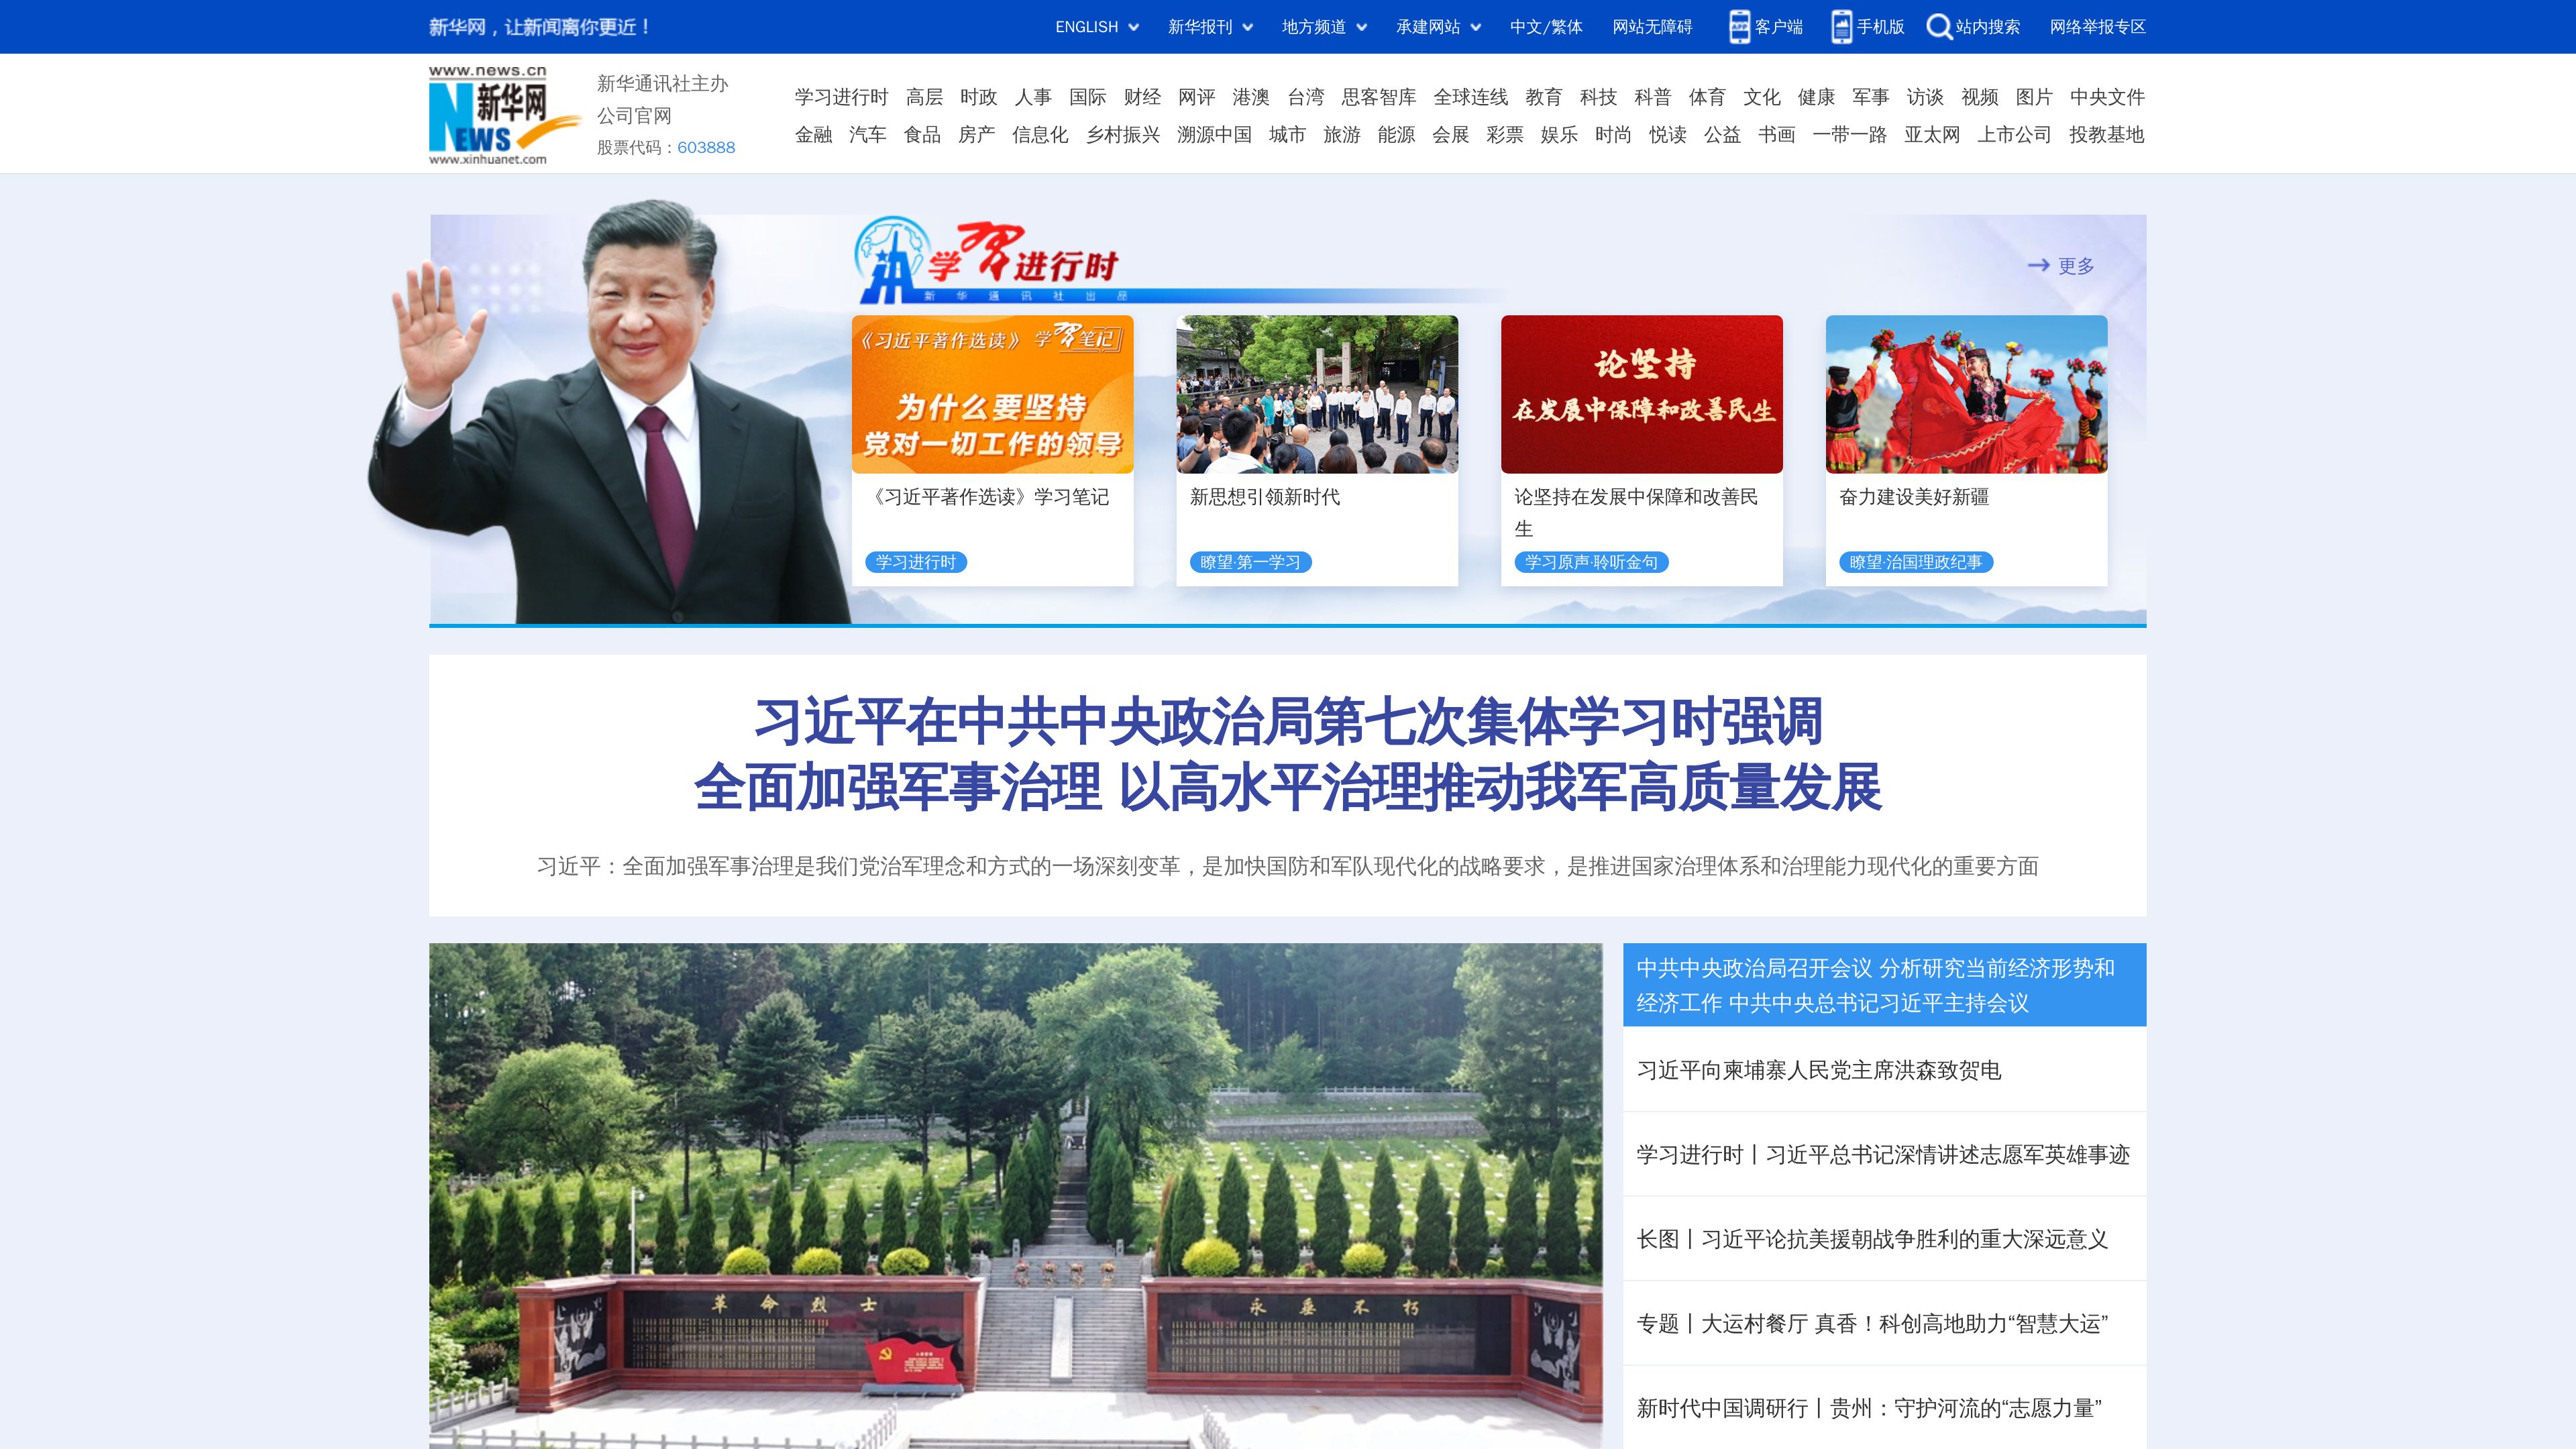 新华网，让新闻离你更近！
ENGLISH 新华报刊 地方频道 承建网站 中文/繁体 网站无障碍 客户端 手机版 站内搜索 网络举报专区
www.news.cn
新华网
NEWS
www.xinhuanet.com
新华通讯社主办
公司官网
股票代码：603888
学习进行时 高层 时政 人事 国际 财经 网评 港澳 台湾 思客智库 全球连线 教育 科技 科普 体育 文化 健康 军事 访谈 视频 图片 中央文件
金融 汽车 食品 房产 信息化 乡村振兴 溯源中国 城市 旅游 能源 会展 彩票 娱乐 时尚 悦读 公益 书画 一带一路 亚太网 上市公司 投教基地
学习进行时
新华通讯社出品
更多
《习近平著作选读》学习笔记
为什么要坚持
党对一切工作的领导
《习近平著作选读》学习笔记
学习进行时
新思想引领新时代
瞭望·第一学习
论坚持
在发展中保障和改善民生
论坚持在发展中保障和改善民
生
学习原声·聆听金句
奋力建设美好新疆
瞭望·治国理政纪事
习近平在中共中央政治局第七次集体学习时强调
全面加强军事治理 以高水平治理推动我军高质量发展
习近平：全面加强军事治理是我们党治军理念和方式的一场深刻变革，是加快国防和军队现代化的战略要求，是推进国家治理体系和治理能力现代化的重要方面
革命烈士
永垂不朽
中共中央政治局召开会议 分析研究当前经济形势和
经济工作 中共中央总书记习近平主持会议
习近平向柬埔寨人民党主席洪森致贺电
学习进行时丨习近平总书记深情讲述志愿军英雄事迹
长图丨习近平论抗美援朝战争胜利的重大深远意义
专题丨大运村餐厅 真香！科创高地助力“智慧大运”
新时代中国调研行丨贵州：守护河流的“志愿力量”